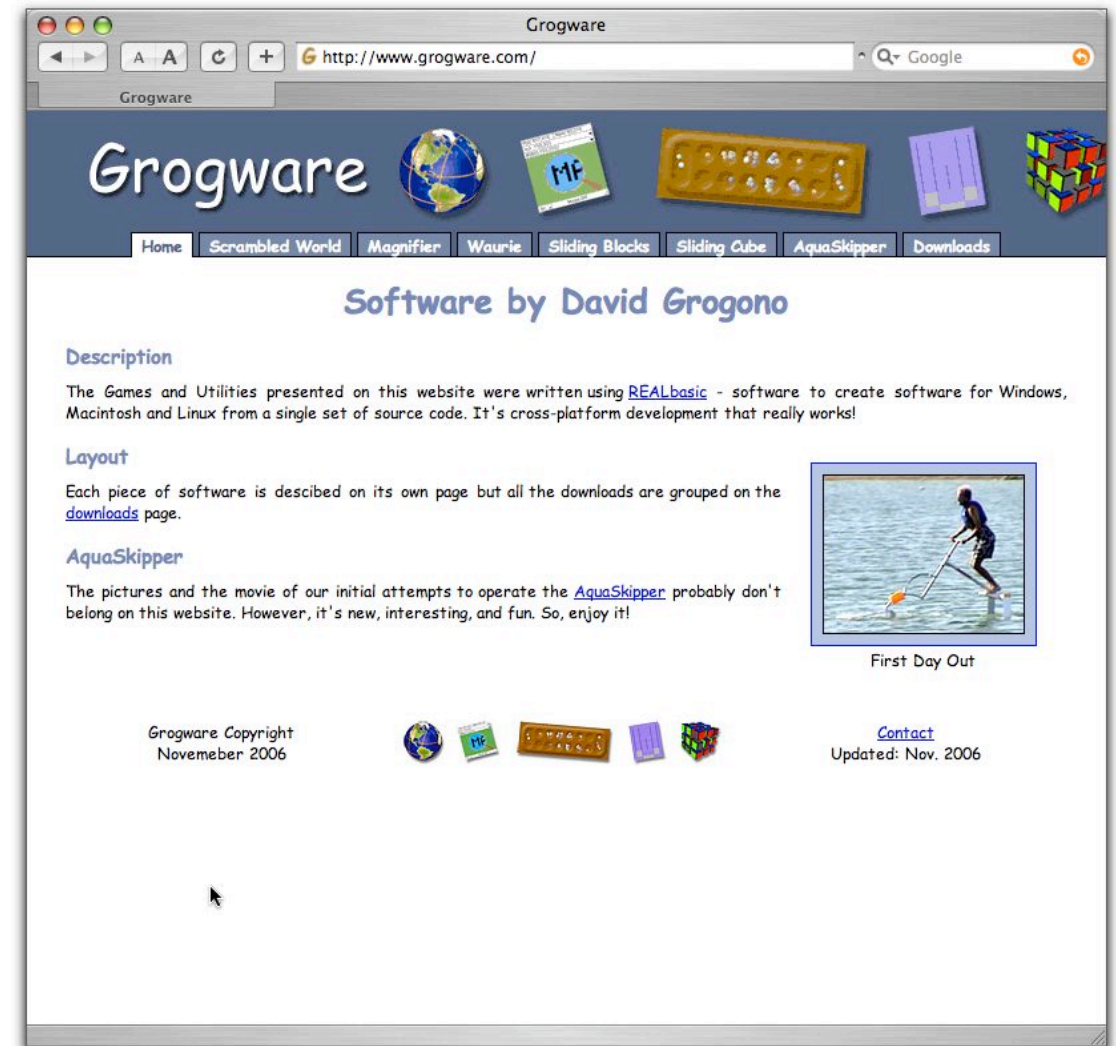 Grogware
A A
+
G http://www.grogware.com/
Google
Grogware
Grogware
MF
Home Scrambled World Magnifier Waurie Sliding Blocks Sliding Cube AquaSkipper Downloads
Software by David Grogono
Description
The Games and Utilities presented on this website were written using REALbasic - software to create software for Windows,
Macintosh and Linux from a single set of source code. It's cross-platform development that really works!
Layout
Each piece of software is descibed on its own page but all the downloads are grouped on the
downloads page.
AquaSkipper
The pictures and the movie of our initial attempts to operate the AquaSkipper probably don't
belong on this website. However, it's new, interesting, and fun. So, enjoy it!
First Day Out
Grogware Copyright
Novemeber 2006
MF
Contact
Updated: Nov. 2006